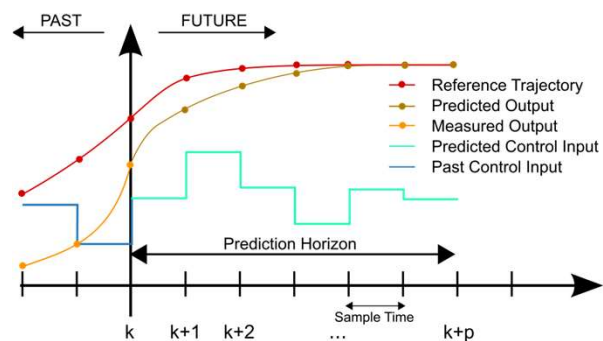 PAST
FUTURE
Reference Trajectory
Predicted Output
Measured Output
Predicted Control Input
Past Control Input
Prediction Horizon
Sample Time
k k+1 k+2 ... k+p